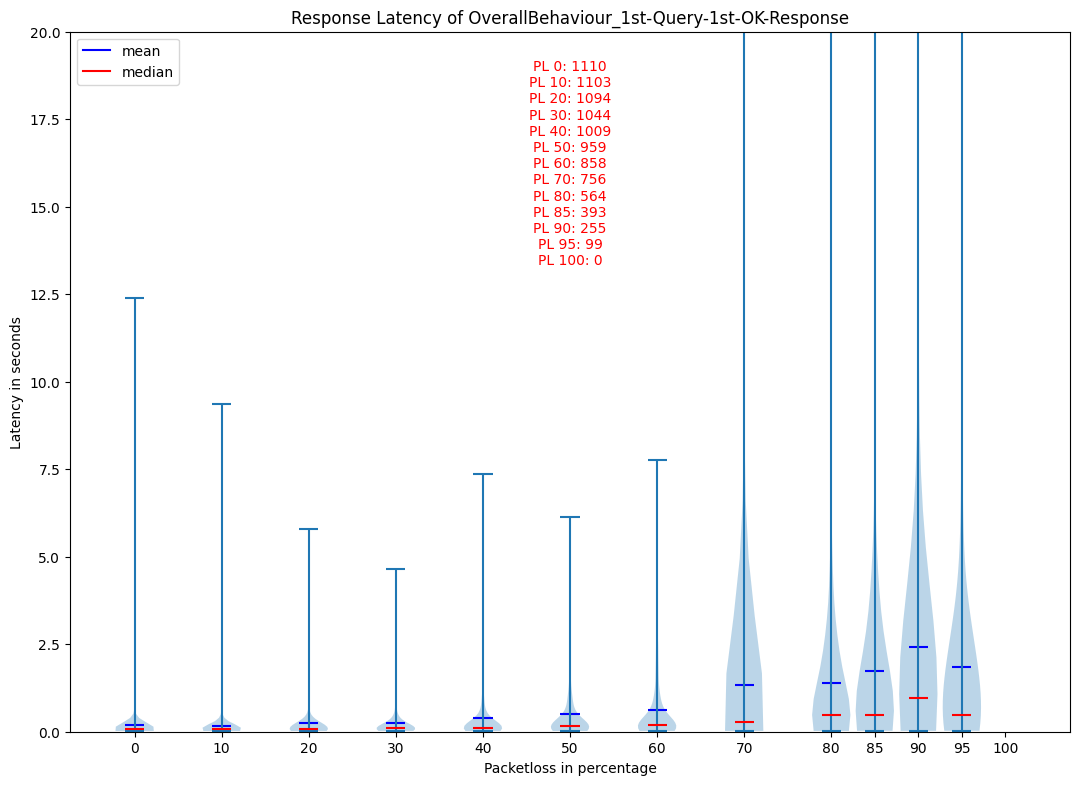 Response Latency of OverallBehaviour_1st-Query-1st-OK-Response
mean
median
PL 0: 1110
PL 10: 1103
PL 20: 1094
PL 30: 1044
PL 40: 1009
PL 50: 959
PL 60: 858
PL 70: 756
PL 80: 564
PL 85: 393
PL 90: 255
PL 95: 99
PL 100: 0
20.0
17.5
15.0
12.5
10.0
7.5
5.0
2.5
0.0
Latency in seconds
0 10 20 30 40 50 60 70 80 85 90 95 100
Packetloss in percentage